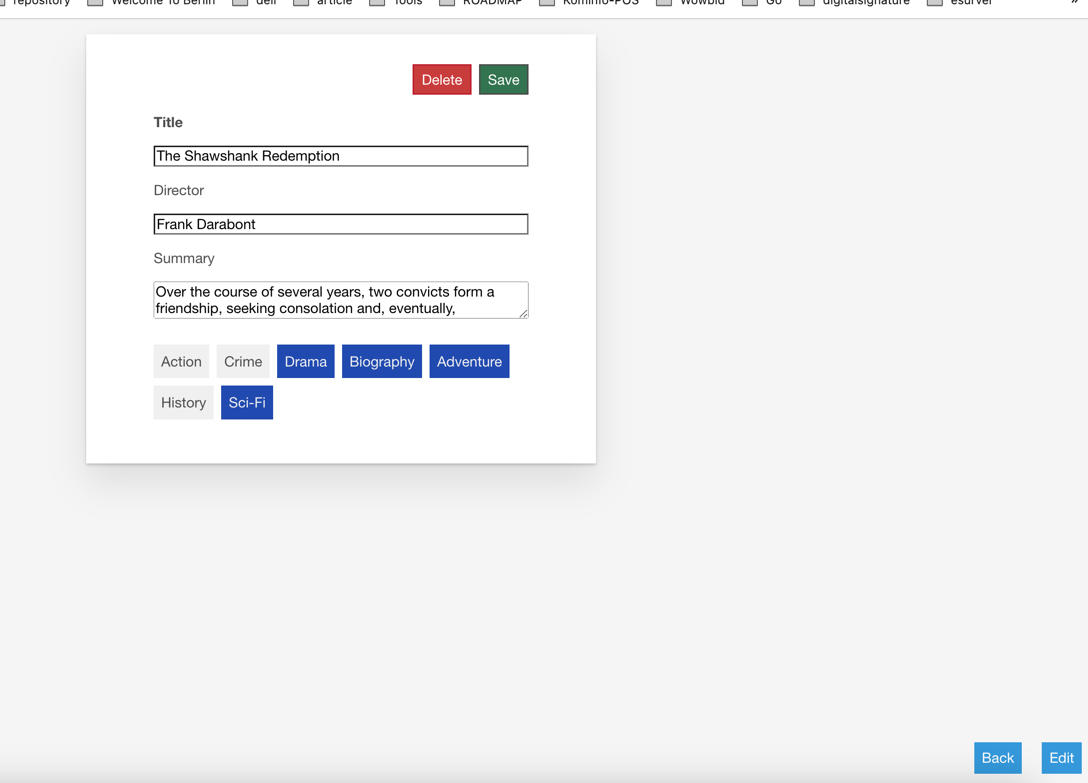 repository Welcome To Berlin dell article Tools ROADMAP Kominfo-POS Wowbid Go digitalsignature esurvei »
Delete Save
Title
The Shawshank Redemption
Director
Frank Darabont
Summary
Over the course of several years, two convicts form a
friendship, seeking consolation and, eventually,
Action Crime Drama Biography Adventure
History Sci-Fi
Back Edit